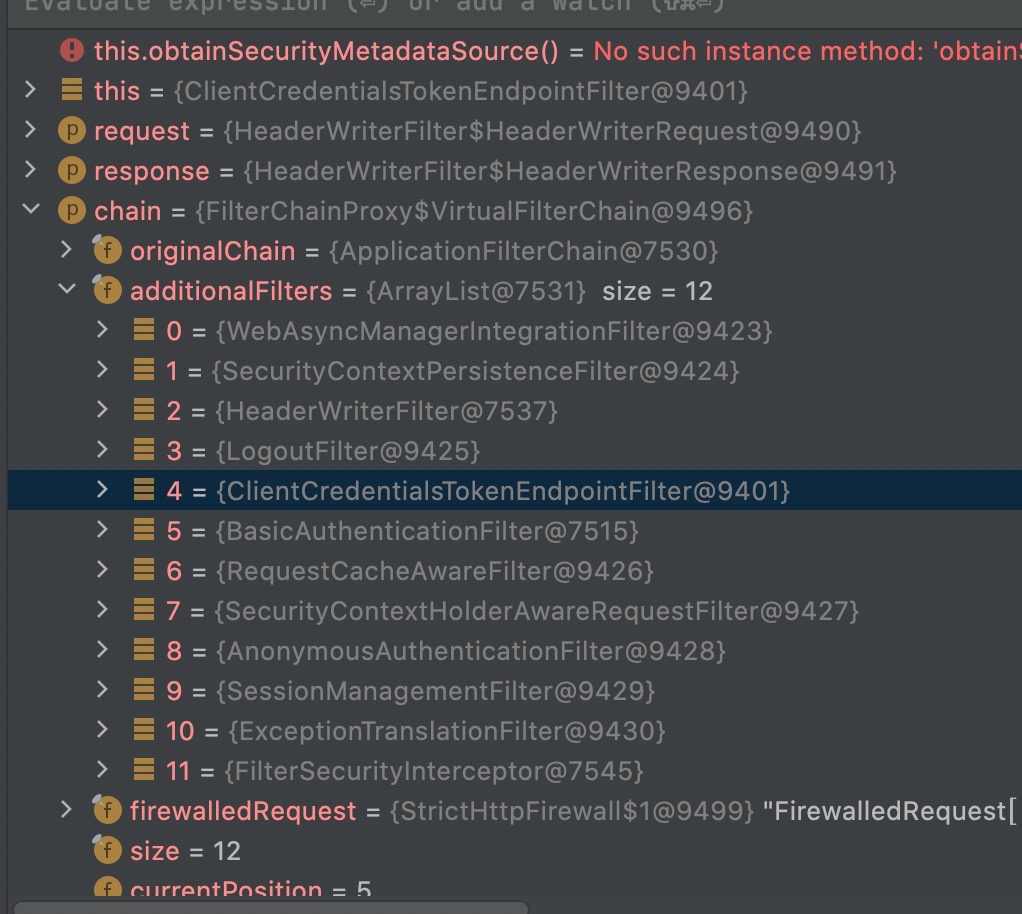 Evaluate expression (⏎) or add a watch (⇧⌘⏎)
this.obtainSecurityMetadataSource() = No such instance method: 'obtainS
this = {ClientCredentialsTokenEndpointFilter@9401}
request = {HeaderWriterFilter$HeaderWriterRequest@9490}
response = {HeaderWriterFilter$HeaderWriterResponse@9491}
chain = {FilterChainProxy$VirtualFilterChain@9496}
originalChain = {ApplicationFilterChain@7530}
additionalFilters = {ArrayList@7531} size = 12
0 = {WebAsyncManagerIntegrationFilter@9423}
1 = {SecurityContextPersistenceFilter@9424}
2 = {HeaderWriterFilter@7537}
3 = {LogoutFilter@9425}
4 = {ClientCredentialsTokenEndpointFilter@9401}
5 = {BasicAuthenticationFilter@7515}
6 = {RequestCacheAwareFilter@9426}
7 = {SecurityContextHolderAwareRequestFilter@9427}
8 = {AnonymousAuthenticationFilter@9428}
9 = {SessionManagementFilter@9429}
10 = {ExceptionTranslationFilter@9430}
11 = {FilterSecurityInterceptor@7545}
firewalledRequest = {StrictHttpFirewall$1@9499} "FirewalledRequest[
size = 12
currentPosition = 5